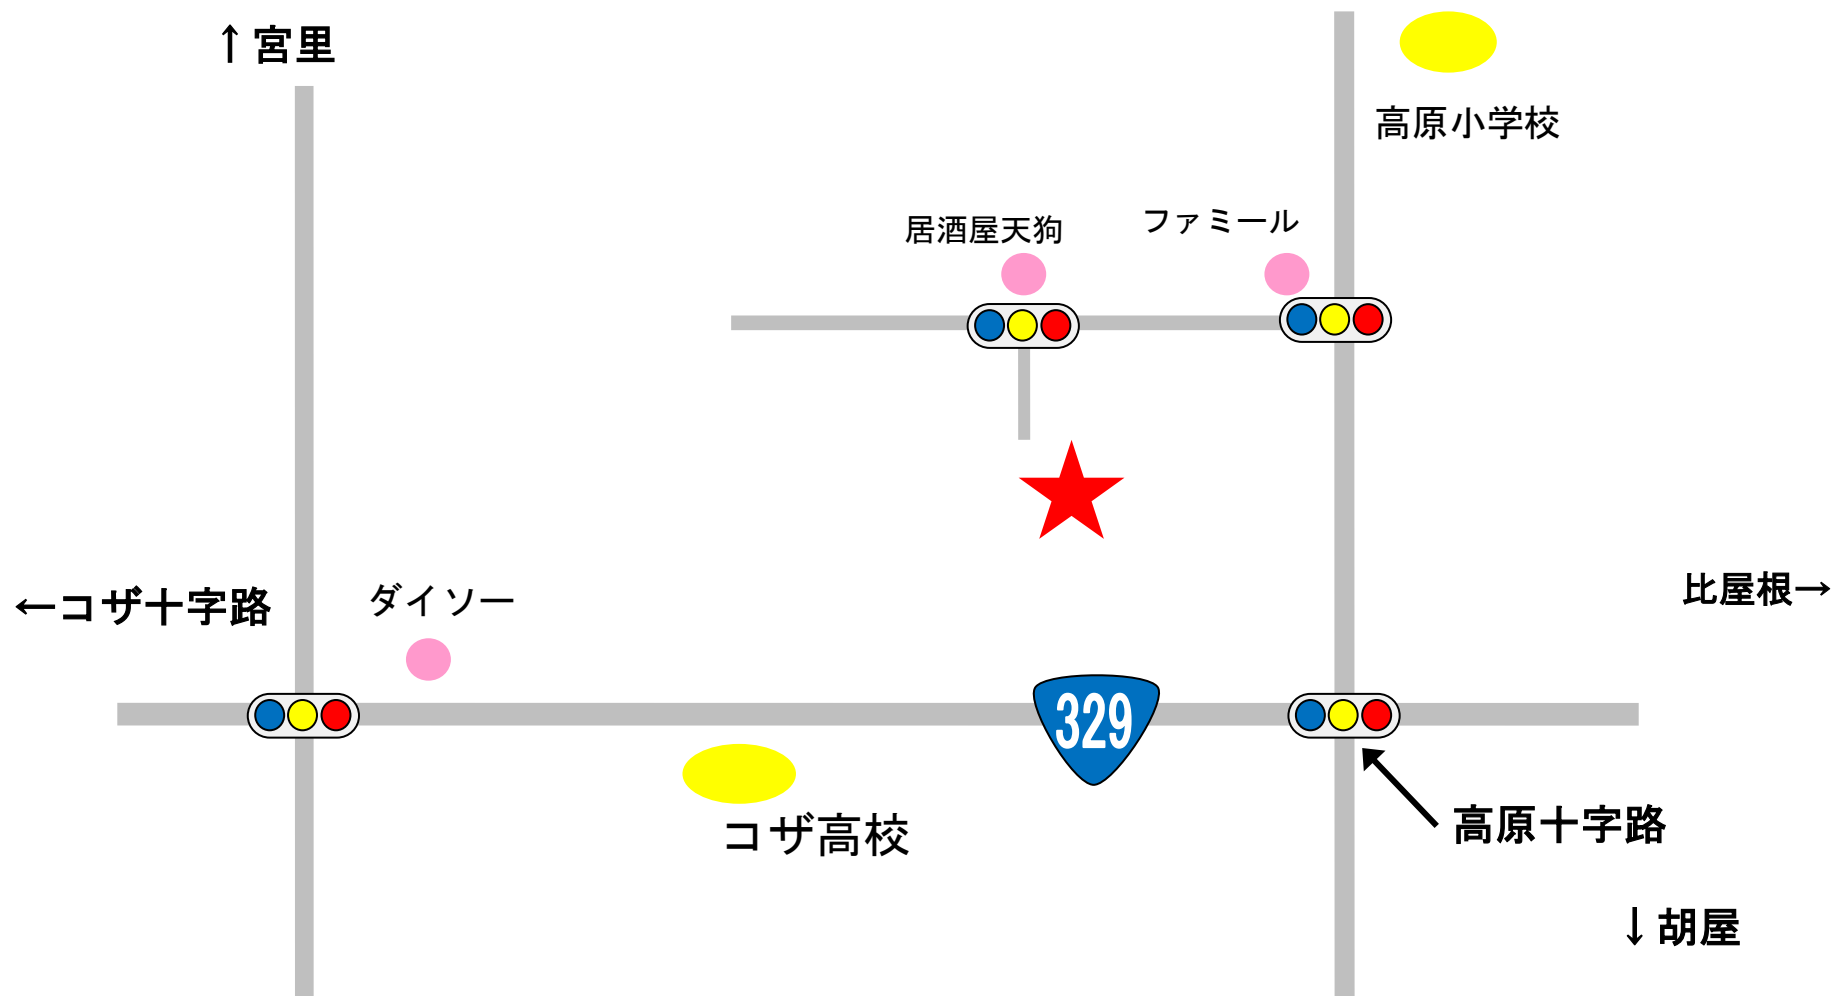 ↑宮里
高原小学校
居酒屋天狗
ファミール
←コザ十字路
ダイソー
比屋根→
329
コザ高校
高原十字路
↓胡屋